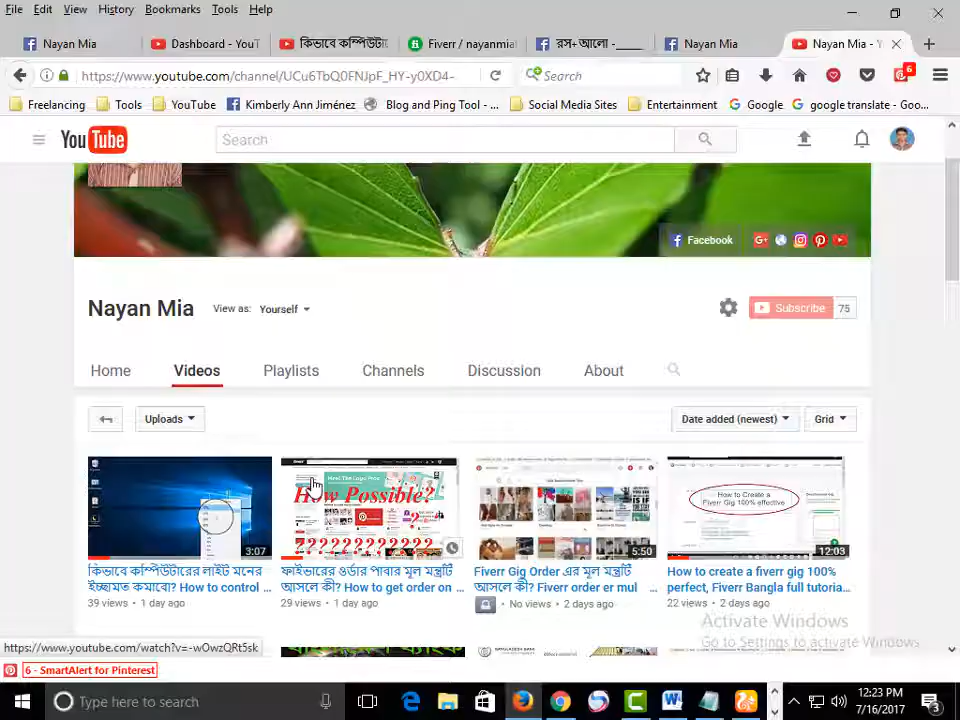 File Edit View History Bookmarks Tools Help
Nayan Mia
Dashboard - YouT
কিভাবে কম্পিউটা
Fiverr / nayanmia
রস+আলো -____
Nayan Mia
Nayan Mia - Y
https://www.youtube.com/channel/UCu6TbQ0FNJpF_HY-y0XD4-
Search
6
Freelancing Tools YouTube Kimberly Ann Jiménez Blog and Ping Tool - ... Social Media Sites Entertainment Google google translate - Goo...
YouTube
Search
Facebook
Nayan Mia
View as: Yourself
Subscribe 75
Home Videos Playlists Channels Discussion About
Uploads
Date added (newest)
Grid
3:07
Meet The Logo Pros
How Possible?
?
????????????
5:50
How to Create a
Fiverr Gig 100% effective
12:03
কিভাবে কম্পিউটারের লাইট মনের
ইচ্ছামত কমাবো? How to control ...
39 views • 1 day ago
ফাইভারের ওর্ডার পাবার মূল মন্ত্রটি
আসলে কী? How to get order on ...
29 views • 1 day ago
Fiverr Gig Order এর মূল মন্ত্রটি
আসলে কী? Fiverr order er mul ...
No views • 2 days ago
How to create a fiverr gig 100%
perfect, Fiverr Bangla full tutoria...
22 views • 2 days ago
Activate Windows
Go to Settings to activate Windows.
https://www.youtube.com/watch?v=-wOwzQRt5sk
6 - SmartAlert for Pinterest
Type here to search
12:23 PM
7/16/2017
3